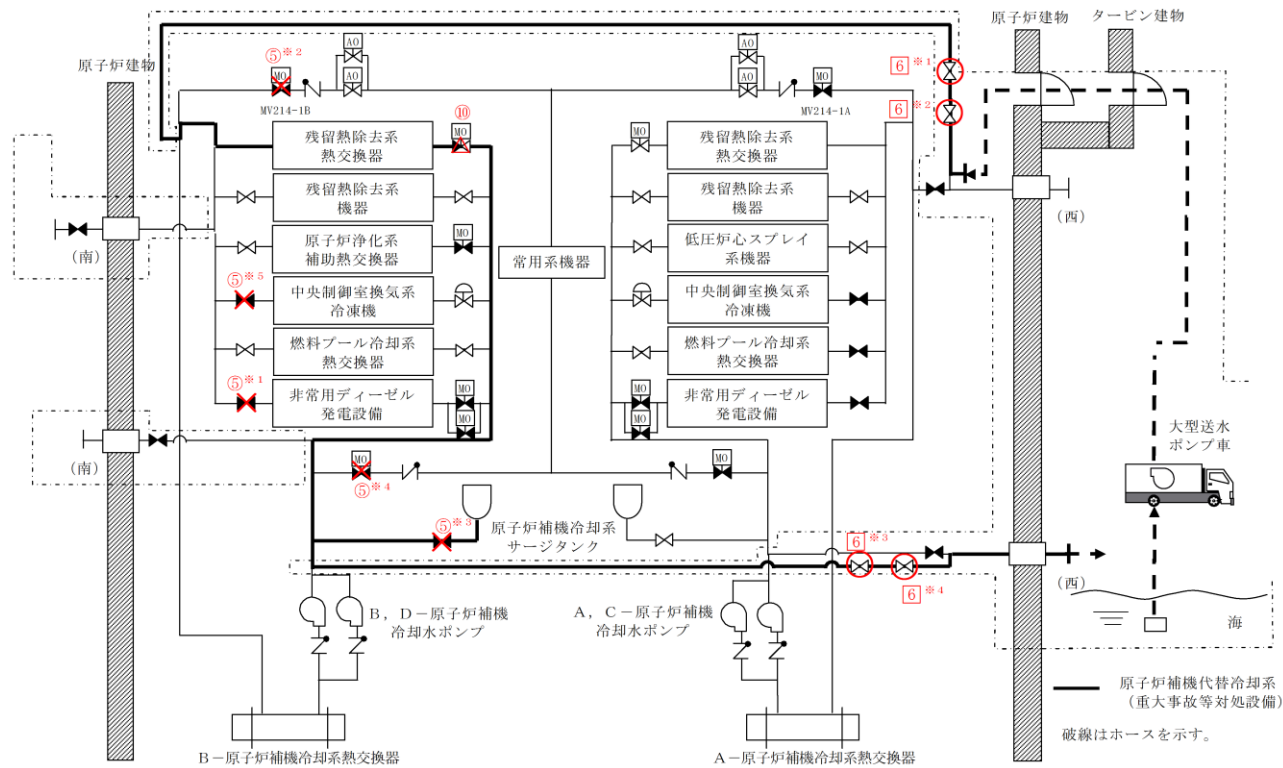 原子炉建物
タービン建物
原子炉建物
⑤※2
AO
AO
MO
MV214-1B
AO
AO
MO
MV214-1A
6※1
6※2
⑩
MO
残留熱除去系
熱交換器
残留熱除去系
機器
原子炉浄化系
補助熱交換器
MO
⑤※5
中央制御室換気系
冷凍機
燃料プール冷却系
熱交換器
⑤※1
非常用ディーゼル
発電設備
MO
MO
常用系機器
MO
残留熱除去系
熱交換器
残留熱除去系
機器
低圧炉心スプレイ
系機器
中央制御室換気系
冷凍機
燃料プール冷却系
熱交換器
MO
MO
非常用ディーゼル
発電設備
(南)
(南)
(西)
大型送水
ポンプ車
MO
⑤※4
MO
⑤※3
原子炉補機冷却系
サージタンク
6※3
6※4
(西)
B,D-原子炉補機
冷却水ポンプ
A,C-原子炉補機
冷却水ポンプ
海
原子炉補機代替冷却系
(重大事故等対処設備)
破線はホースを示す。
B-原子炉補機冷却系熱交換器
A-原子炉補機冷却系熱交換器